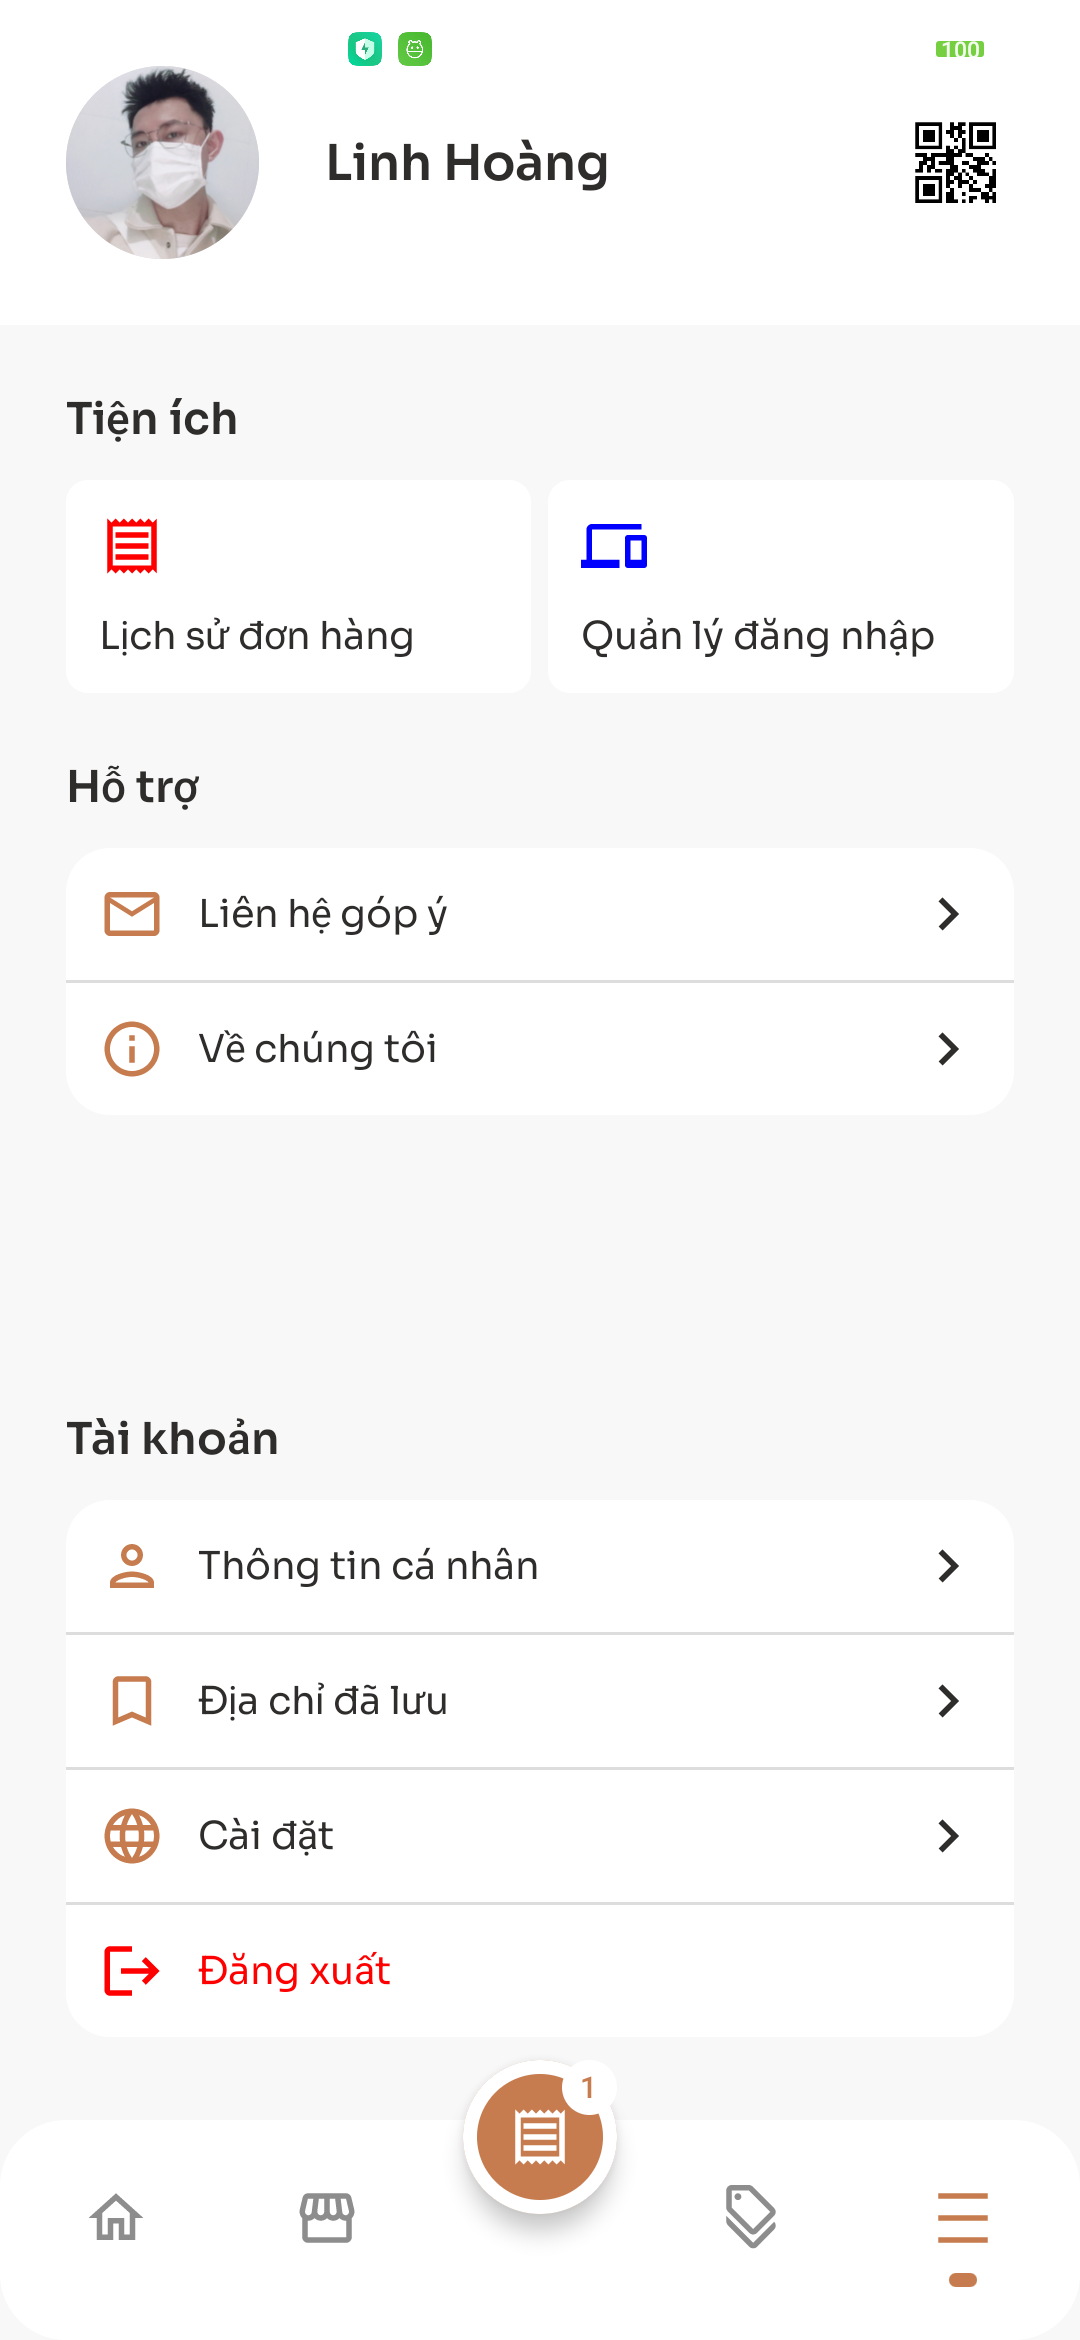 100
Linh Hoàng
Tiện ích
Lịch sử đơn hàng
Quản lý đăng nhập
Hỗ trợ
Liên hệ góp ý
Về chúng tôi
Tài khoản
Thông tin cá nhân
Địa chỉ đã lưu
Cài đặt
Đăng xuất
1